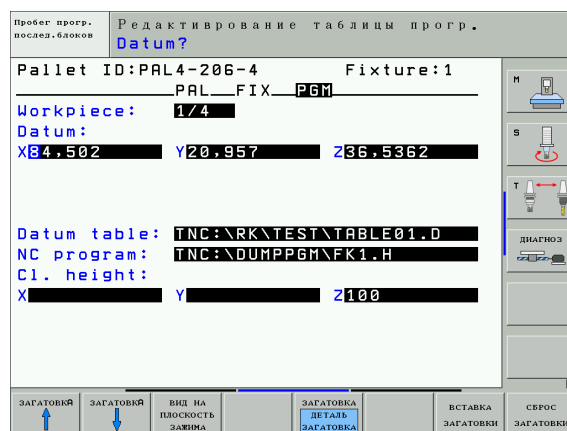 Пробег прогр.
послед.блоков
Редактиврование таблицы прогр.
Datum?
Pallet ID:PAL4-206-4 Fixture:1
PAL FIX PGM
Workpiece: 1/4
Datum:
X84,502 Y20,957 Z36,5362
Datum table: TNC:\RK\TEST\TABLE01.D
NC program: TNC:\DUMPPGM\FK1.H
Cl. height:
X Y Z100
M
S
T
ДИАГНОЗ
ЗАГАТОВКА
ЗАГАТОВКА
ВИД НА
ПЛОСКОСТЬ
ЗАЖИМА
ЗАГАТОВКА
ДЕТАЛЬ
ЗАГАТОВКА
ВСТАВКА
ЗАГАТОВКИ
СБРОС
ЗАГАТОВКИ